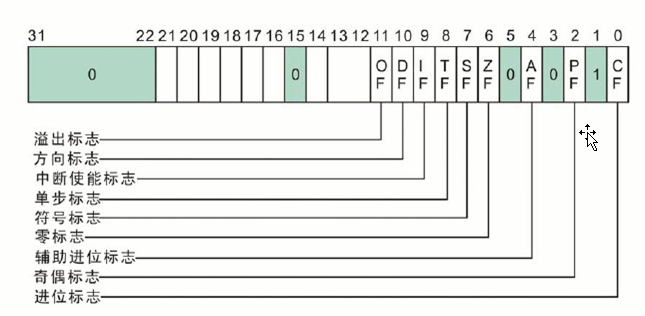 31 22 21 20 19 18 17 16 15 14 13 12 11 10 9 8 7 6 5 4 3 2 1 0
0 0 OF DF IF TF SF ZF 0 AF 0 PF 1 CF
溢出标志
方向标志
中断使能标志
单步标志
符号标志
零标志
辅助进位标志
奇偶标志
进位标志